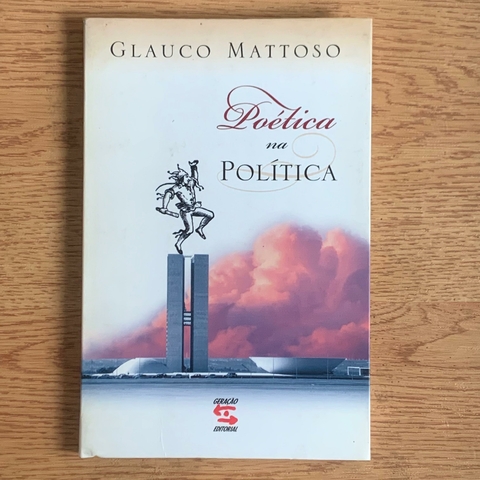 GLAUCO MATTOSO
Poética
na
POLÍTICA
GERAÇÃO
EDITORIAL